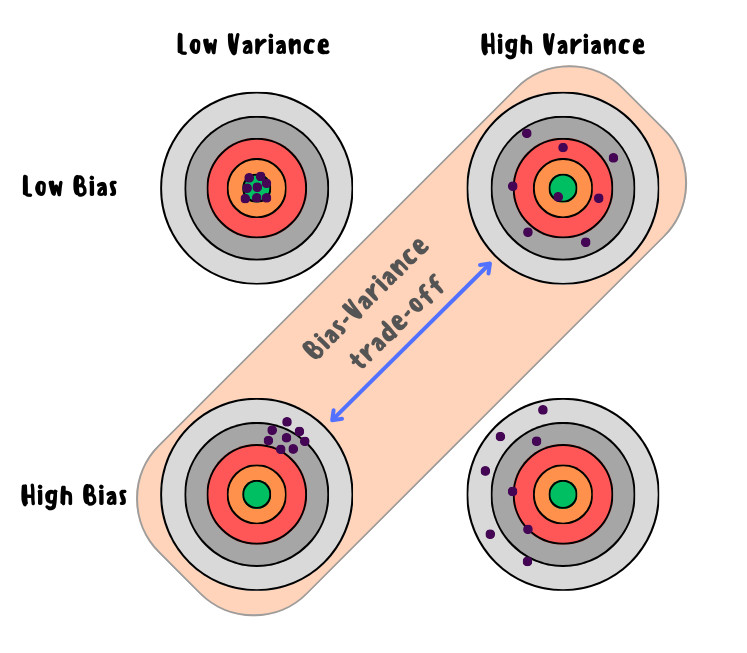 Low Variance
High Variance
Low Bias
Bias-Variance
trade-off
High Bias